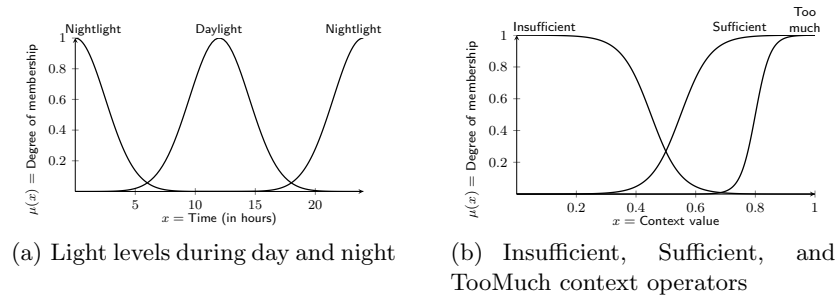 Nightlight Daylight Nightlight
1
0.8
0.6
0.4
0.2
5 10 15 20
μ(x) = Degree of membership
x = Time (in hours)
(a) Light levels during day and night
Too
Insufficient Sufficient much
1
0.8
0.6
0.4
0.2
0.2 0.4 0.6 0.8 1
μ(x) = Degree of membership
x = Context value
(b) Insufficient, Sufficient, and
TooMuch context operators